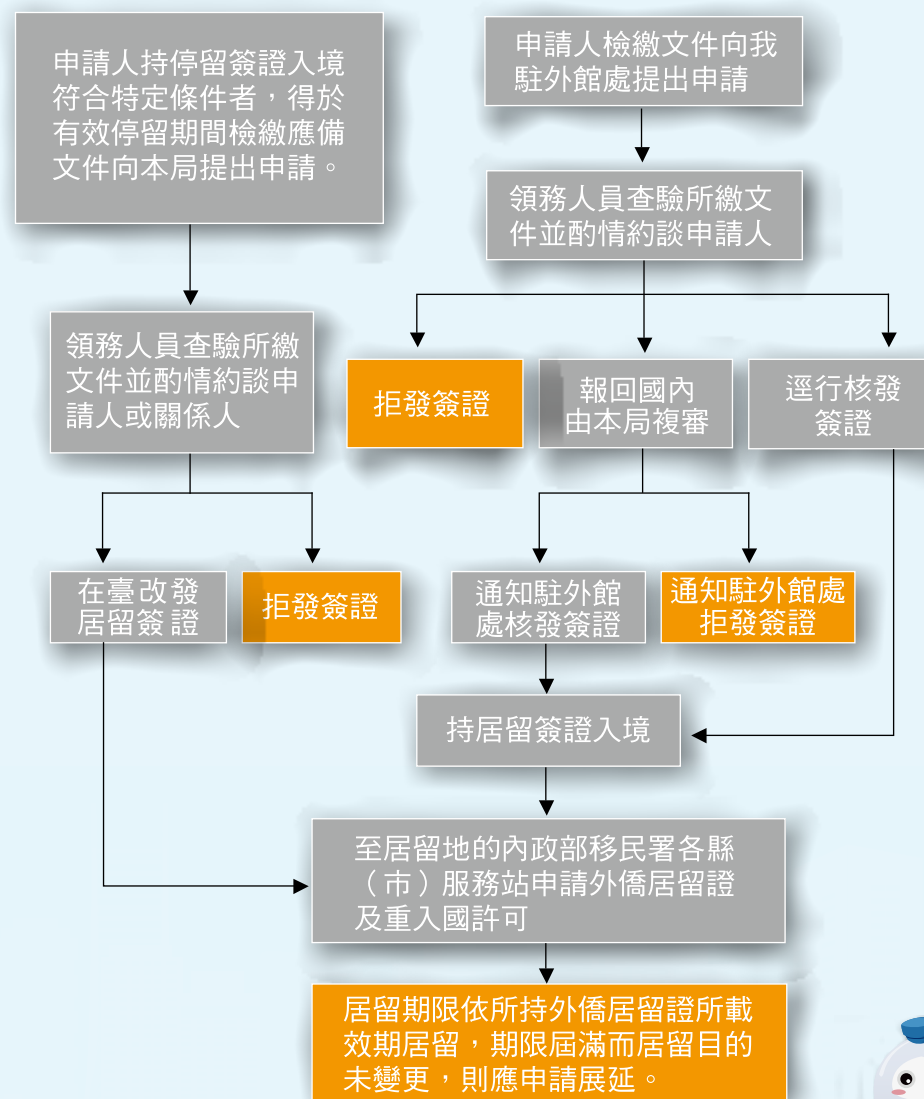 申請人持停留簽證入境
符合特定條件者，得於
有效停留期間檢繳應備
文件向本局提出申請。
領務人員查驗所繳
文件並酌情約談申
請人或關係人
在臺改發
居留簽證
拒發簽證
申請人檢繳文件向我
駐外館處提出申請
領務人員查驗所繳文
件並酌情約談申請人
拒發簽證
報回國內
由本局複審
逕行核發
簽證
通知駐外館
處核發簽證
通知駐外館處
拒發簽證
持居留簽證入境
至居留地的內政部移民署各縣
（市）服務站申請外僑居留證
及重入國許可
居留期限依所持外僑居留證所載
效期居留，期限屆滿而居留目的
未變更，則應申請展延。